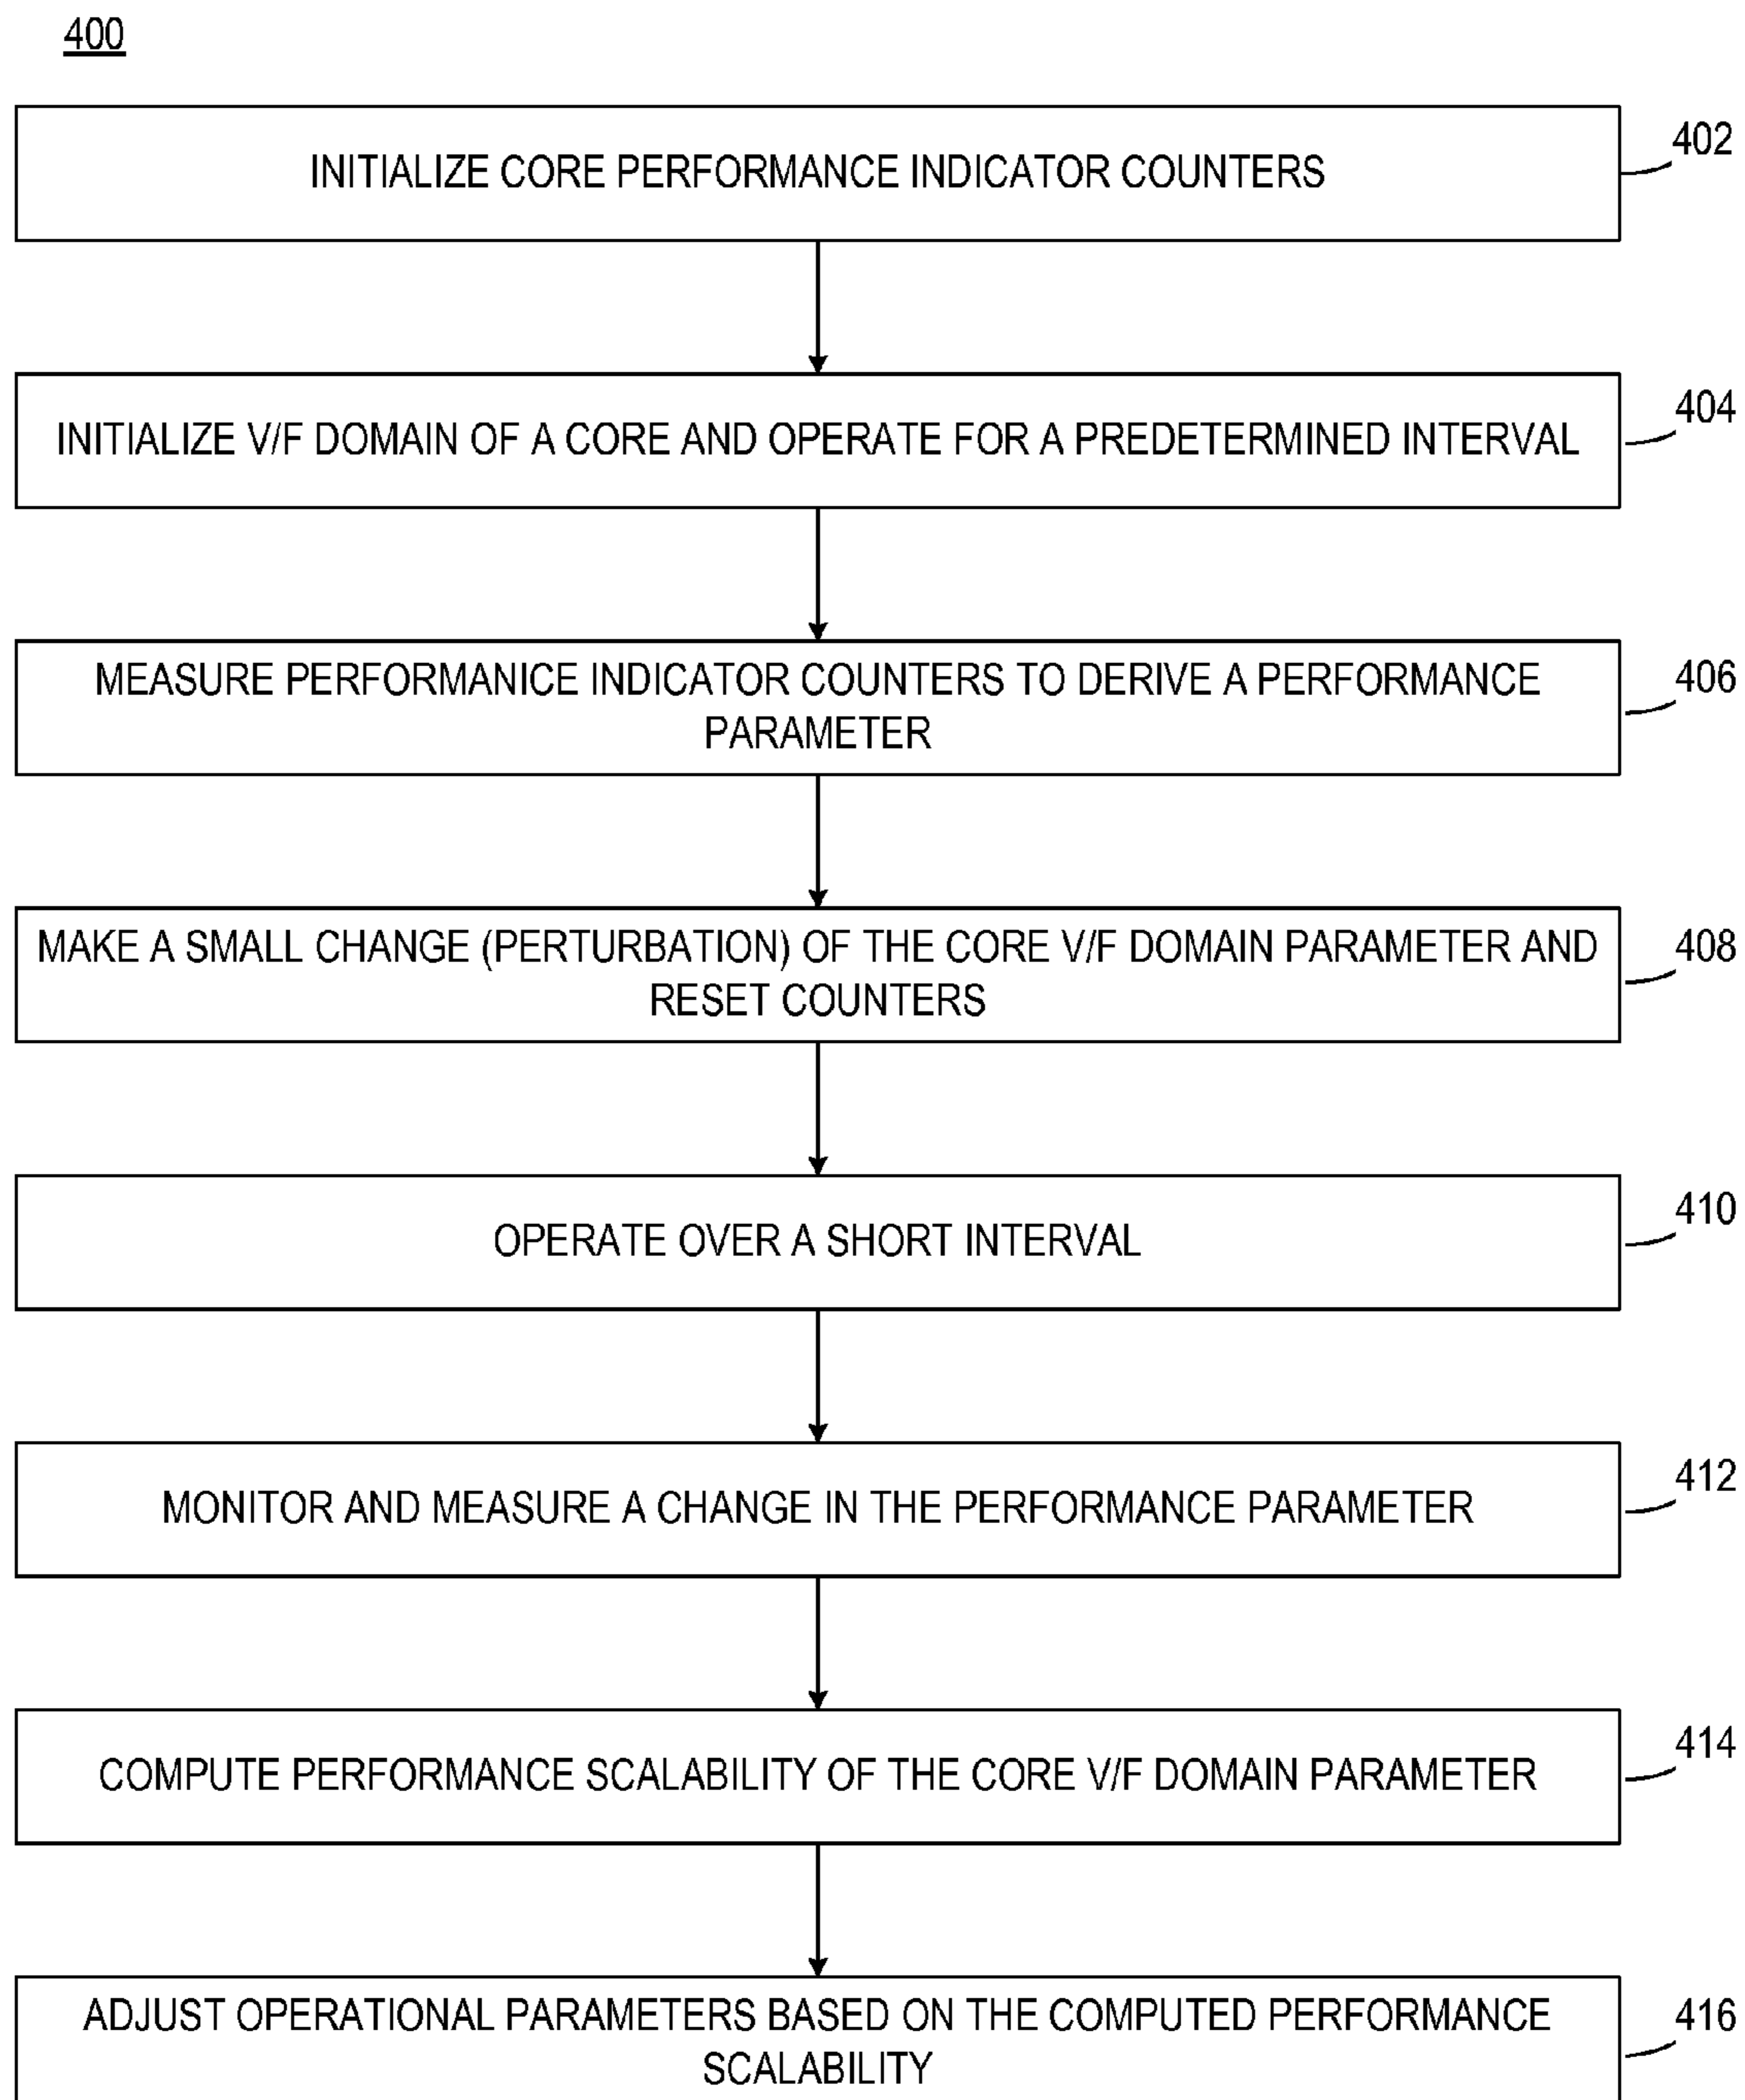 400
INITIALIZE CORE PERFORMANCE INDICATOR COUNTERS
402
INITIALIZE V/F DOMAIN OF A CORE AND OPERATE FOR A PREDETERMINED INTERVAL
404
MEASURE PERFORMANICE INDICATOR COUNTERS TO DERIVE A PERFORMANCE
PARAMETER
406
MAKE A SMALL CHANGE (PERTURBATION) OF THE CORE V/F DOMAIN PARAMETER AND
RESET COUNTERS
408
OPERATE OVER A SHORT INTERVAL
410
MONITOR AND MEASURE A CHANGE IN THE PERFORMANCE PARAMETER
412
COMPUTE PERFORMANCE SCALABILITY OF THE CORE V/F DOMAIN PARAMETER
414
ADJUST OPERATIONAL PARAMETERS BASED ON THE COMPUTED PERFORMANCE
SCALABILITY
416